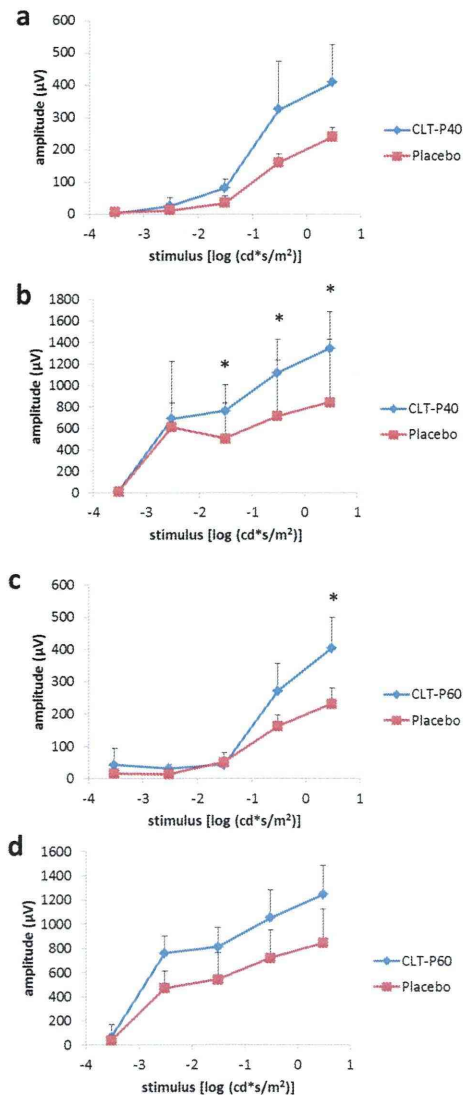 a
600
500
400
300
200
100
0
amplitude (µV)
-4 -3 -2 -1 0 1
stimulus [log (cd*s/m²)]
CLT-P40
Placebo
b
1800
1600
1400
1200
1000
800
600
400
200
0
amplitude (µV)
* * *
-4 -3 -2 -1 0 1
stimulus [log (cd*s/m²)]
CLT-P40
Placebo
c
600
500
400
300
200
100
0
amplitude (µV)
*
-4 -3 -2 -1 0 1
stimulus [log (cd*s/m²)]
CLT-P60
Placebo
d
1600
1400
1200
1000
800
600
400
200
0
amplitude (µV)
-4 -3 -2 -1 0 1
stimulus [log (cd*s/m²)]
CLT-P60
Placebo